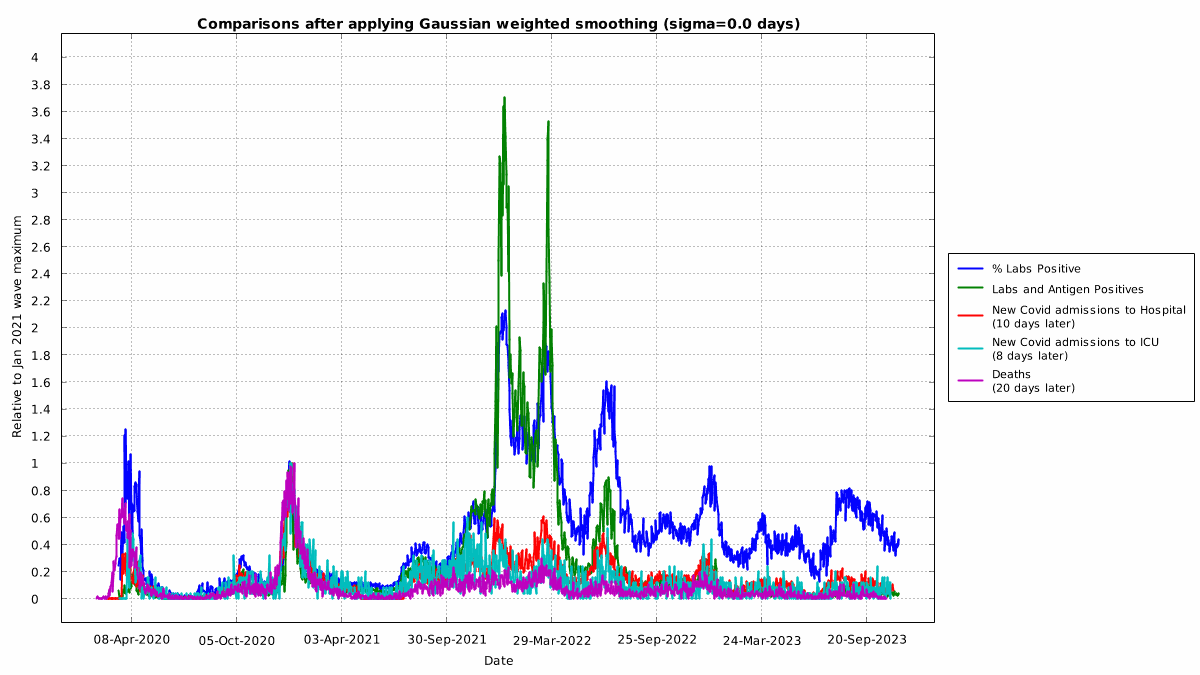 Comparisons after applying Gaussian weighted smoothing (sigma=0.0 days)
4
3.8
3.6
3.4
3.2
3
2.8
2.6
2.4
2.2
2
1.8
1.6
1.4
1.2
1
0.8
0.6
0.4
0.2
0
Relative to Jan 2021 wave maximum
08-Apr-2020
05-Oct-2020
03-Apr-2021
30-Sep-2021
29-Mar-2022
25-Sep-2022
24-Mar-2023
20-Sep-2023
Date
% Labs Positive
Labs and Antigen Positives
New Covid admissions to Hospital
(10 days later)
New Covid admissions to ICU
(8 days later)
Deaths
(20 days later)